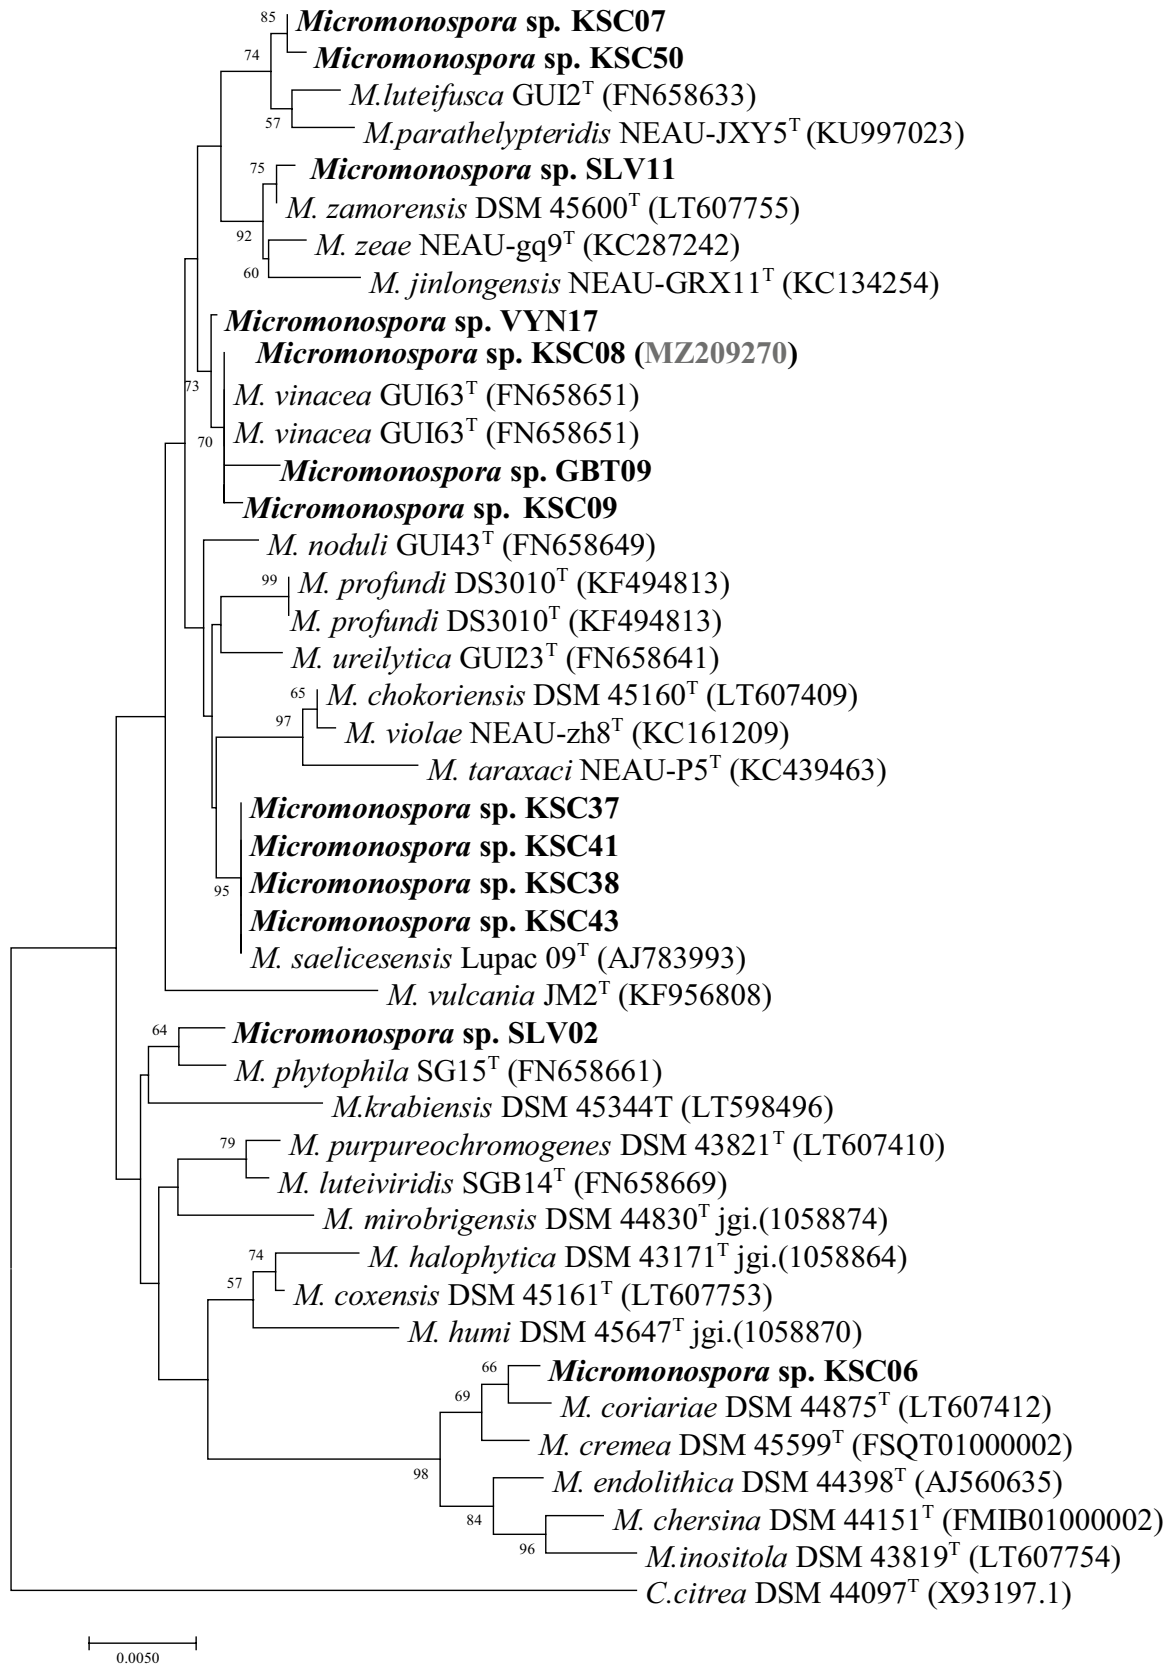 85
Micromonospora sp. KSC07
74
Micromonospora sp. KSC50
M.luteifusca GUI2T (FN658633)
57
M.parathelypteridis NEAU-JXY5T (KU997023)
75
Micromonospora sp. SLV11
M. zamorensis DSM 45600T (LT607755)
92
M. zeae NEAU-gq9T (KC287242)
60
M. jinlongensis NEAU-GRX11T (KC134254)
Micromonospora sp. VYN17
Micromonospora sp. KSC08 (MZ209270)
73
M. vinacea GUI63T (FN658651)
M. vinacea GUI63T (FN658651)
70
Micromonospora sp. GBT09
Micromonospora sp. KSC09
M. noduli GUI43T (FN658649)
99
M. profundi DS3010T (KF494813)
M. profundi DS3010T (KF494813)
M. ureilytica GUI23T (FN658641)
65
M. chokoriensis DSM 45160T (LT607409)
97
M. violae NEAU-zh8T (KC161209)
M. taraxaci NEAU-P5T (KC439463)
Micromonospora sp. KSC37
Micromonospora sp. KSC41
Micromonospora sp. KSC38
95
Micromonospora sp. KSC43
M. saelicesensis Lupac 09T (AJ783993)
M. vulcania JM2T (KF956808)
64
Micromonospora sp. SLV02
M. phytophila SG15T (FN658661)
M.krabiensis DSM 45344T (LT598496)
79
M. purpureochromogenes DSM 43821T (LT607410)
M. luteiviridis SGB14T (FN658669)
M. mirobrigensis DSM 44830T jgi.(1058874)
74
M. halophytica DSM 43171T jgi.(1058864)
57
M. coxensis DSM 45161T (LT607753)
M. humi DSM 45647T jgi.(1058870)
66
Micromonospora sp. KSC06
69
M. coriariae DSM 44875T (LT607412)
M. cremea DSM 45599T (FSQT01000002)
98
M. endolithica DSM 44398T (AJ560635)
84
M. chersina DSM 44151T (FMIB01000002)
96
M.inositola DSM 43819T (LT607754)
C.citrea DSM 44097T (X93197.1)
0.0050